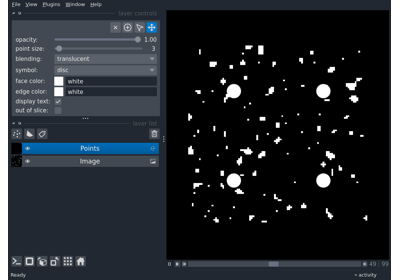 File View Plugins Window Help
layer controls
opacity: 1.00
point size: 3
blending: translucent
symbol: disc
face color: white
edge color: white
display text:
out of slice:
layer list
Points
Image
0 49 99
Ready activity